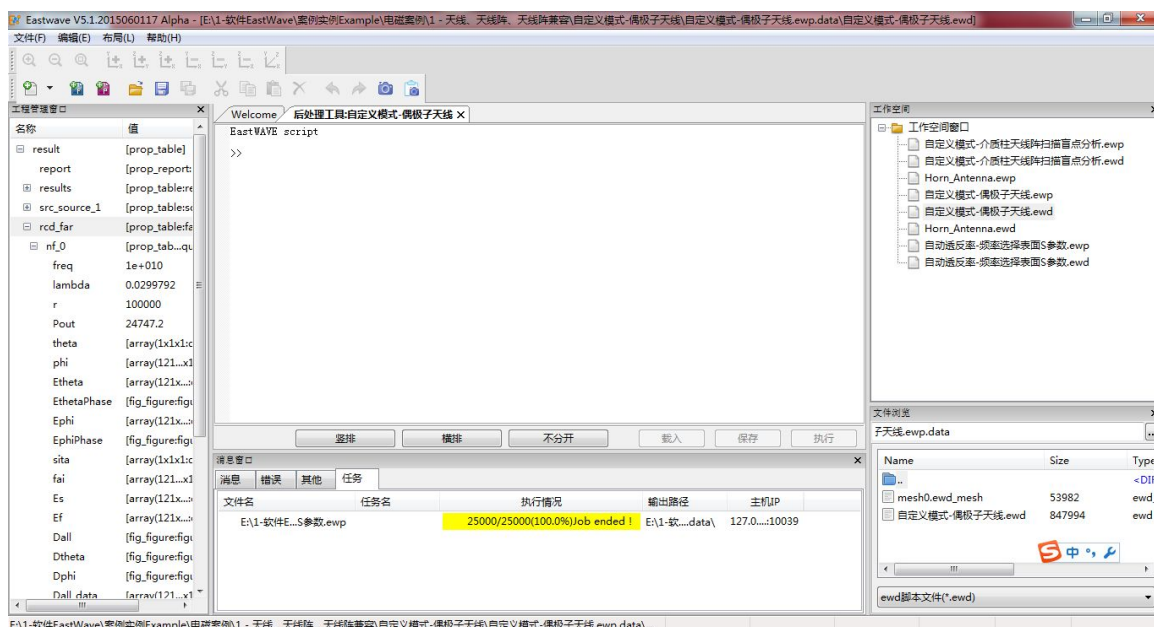 Eastwave V5.1.2015060117 Alpha - [E:\1-软件EastWave\案例实例Example\电磁案例\1 - 天线、天线阵、天线阵兼容\自定义模式-偶极子天线\自定义模式-偶极子天线.ewp.data\自定义模式-偶极子天线.ewd]
文件(F) 编辑(E) 布局(L) 帮助(H)
工程管理窗口
名称 值
result [prop_table]
report [prop_report:
results [prop_table:re
src_source_1 [prop_table:so
rcd_far [prop_table:fa
nf_0 [prop_tab...qu
freq 1e+010
lambda 0.0299792
r 100000
Pout 24747.2
theta [array(1x1x1:c
phi [array(121...x1
Etheta [array(121x...:
EthetaPhase [fig_figure:figu
Ephi [array(121x...:
EphiPhase [fig_figure:figu
sita [array(1x1x1:c
fai [array(121...x1
Es [array(121x...:
Ef [array(121x...:
Dall [fig_figure:figu
Dtheta [fig_figure:figu
Dphi [fig_figure:figu
Dall_data [array(121...x1
Welcome 后处理工具:自定义模式-偶极子天线
EastWAVE script
>>
竖排 横排 不分开 载入 保存 执行
消息窗口
消息 错误 其他 任务
文件名 任务名 执行情况 输出路径 主机IP
E:\1-软件E...S参数.ewp 25000/25000(100.0%)Job ended ! E:\1-软....data\ 127.0...:10039
工作空间
工作空间窗口
自定义模式-介质柱天线阵扫描盲点分析.ewp
自定义模式-介质柱天线阵扫描盲点分析.ewd
Horn_Antenna.ewp
自定义模式-偶极子天线.ewp
自定义模式-偶极子天线.ewd
Horn_Antenna.ewd
自动透反率-频率选择表面S参数.ewp
自动透反率-频率选择表面S参数.ewd
文件浏览
子天线.ewp.data
Name Size Type
.. <DIR
mesh0.ewd_mesh 53982 ewd_
自定义模式-偶极子天线.ewd 847994 ewd
中
ewd脚本文件(*.ewd)
E:\1-软件EastWave\案例实例Example\电磁案例\1 - 天线、天线阵、天线阵兼容\自定义模式-偶极子天线\自定义模式-偶极子天线.ewp.data\